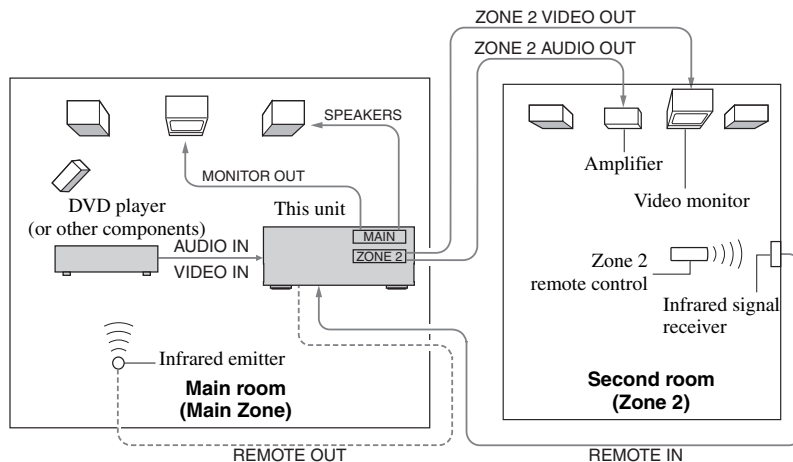 ZONE 2 VIDEO OUT
ZONE 2 AUDIO OUT
SPEAKERS
MONITOR OUT
Amplifier
Video monitor
DVD player
(or other components)
This unit
MAIN
ZONE 2
AUDIO IN
VIDEO IN
Zone 2
remote control
Infrared signal
receiver
Infrared emitter
Main room
(Main Zone)
Second room
(Zone 2)
REMOTE OUT
REMOTE IN